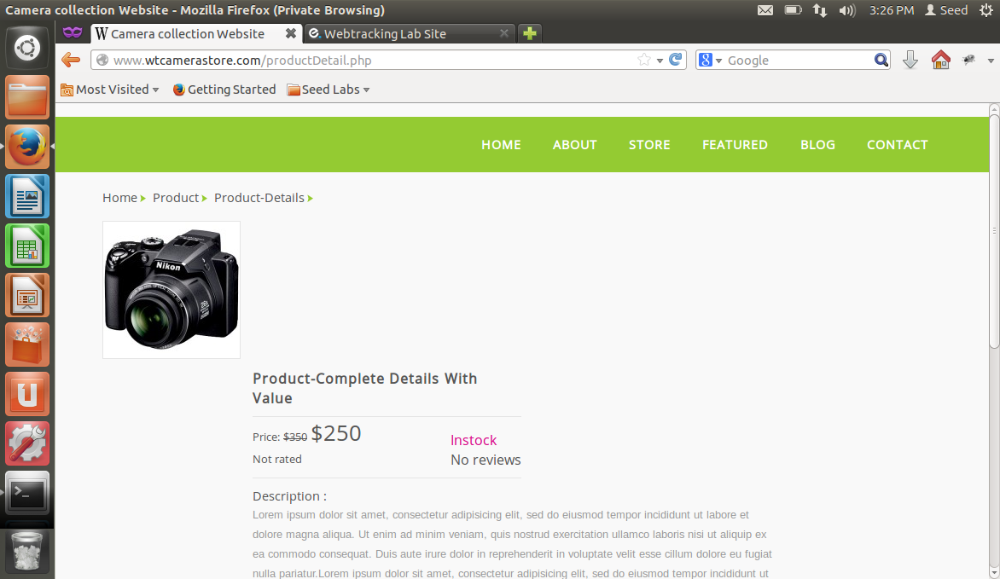 Camera collection Website - Mozilla Firefox (Private Browsing)
3:26 PM Seed
W Camera collection Website
Webtracking Lab Site
www.wtcamerastore.com/productDetail.php
8 Google
Most Visited Getting Started Seed Labs
HOME ABOUT STORE FEATURED BLOG CONTACT
Home Product Product-Details
Nikon
Product-Complete Details With
Value
Price: $350 $250
Instock
Not rated
No reviews
Description :
Lorem ipsum dolor sit amet, consectetur adipisicing elit, sed do eiusmod tempor incididunt ut labore et
dolore magna aliqua. Ut enim ad minim veniam, quis nostrud exercitation ullamco laboris nisi ut aliquip ex
ea commodo consequat. Duis aute irure dolor in reprehenderit in voluptate velit esse cillum dolore eu fugiat
nulla pariatur.Lorem ipsum dolor sit amet, consectetur adipisicing elit, sed do eiusmod tempor incididunt ut